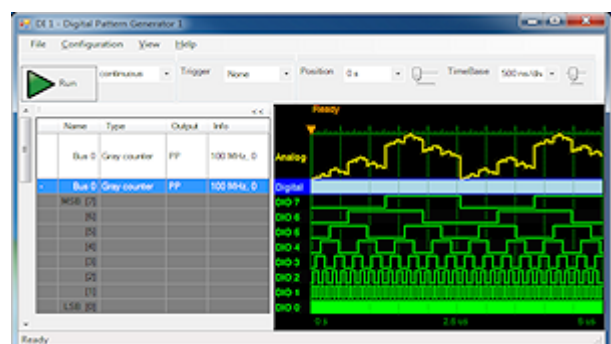 DI 1 - Digital Pattern Generator 1
File Configuration View Help
Run continuous Trigger None Position 0 s TimeBase 500 ns/div
<< Ready
Name Type Output Info
Bus 0 Gray counter PP 100 MHz, 0 Analog
Bus 0 Gray counter PP 100 MHz, 0 Digital
MSB [7] DIO 7
[6] DIO 6
[5] DIO 5
[4] DIO 4
[3] DIO 3
[2] DIO 2
[1] DIO 1
LSB [0] DIO 0
0 s 2.5 us 5 us
Ready